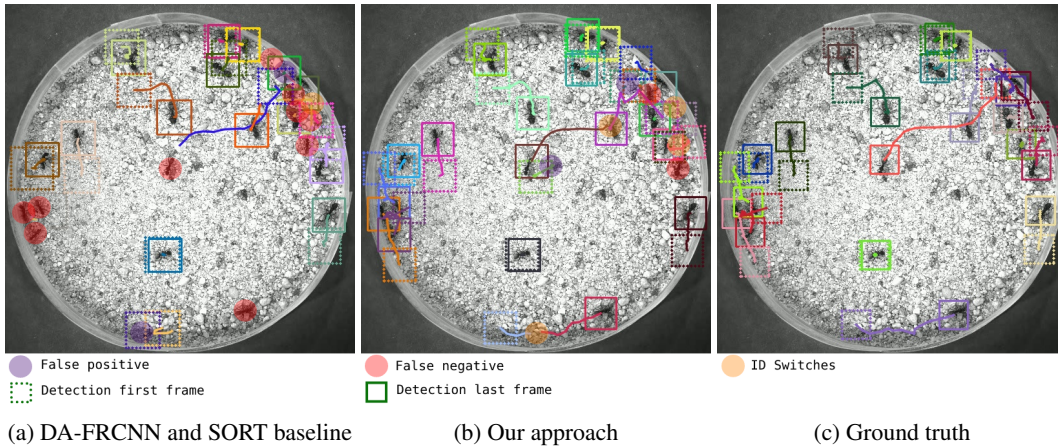 False positive
False negative
ID Switches
Detection first frame
Detection last frame
(a) DA-FRCNN and SORT baseline
(b) Our approach
(c) Ground truth